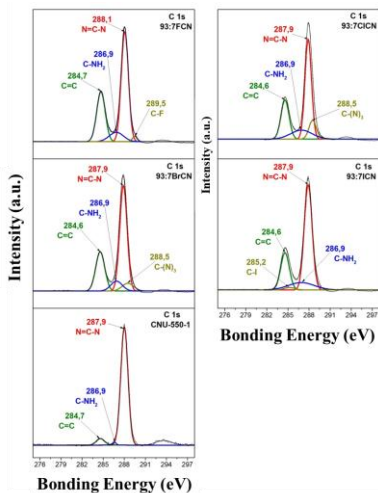 C 1s
93:7FCN
288,1
N=C-N
284,7
C=C
286,9
C-NH₂
289,5
C-F
C 1s
93:7ClCN
287,9
N=C-N
286,9
C-NH₂
284,6
C=C
288,5
C-(N)₃
C 1s
93:7BrCN
287,9
N=C-N
286,9
C-NH₂
284,6
C=C
288,5
C-(N)₃
C 1s
93:7ICN
287,9
N=C-N
284,6
C=C
285,2
C-I
286,9
C-NH₂
276 279 282 285 288 291 294 297
Bonding Energy (eV)
C 1s
CNU-550-1
287,9
N=C-N
286,9
C-NH₂
284,7
C=C
276 279 282 285 288 291 294 297
Bonding Energy (eV)
Intensity (a.u.)
Intensity (a.u.)